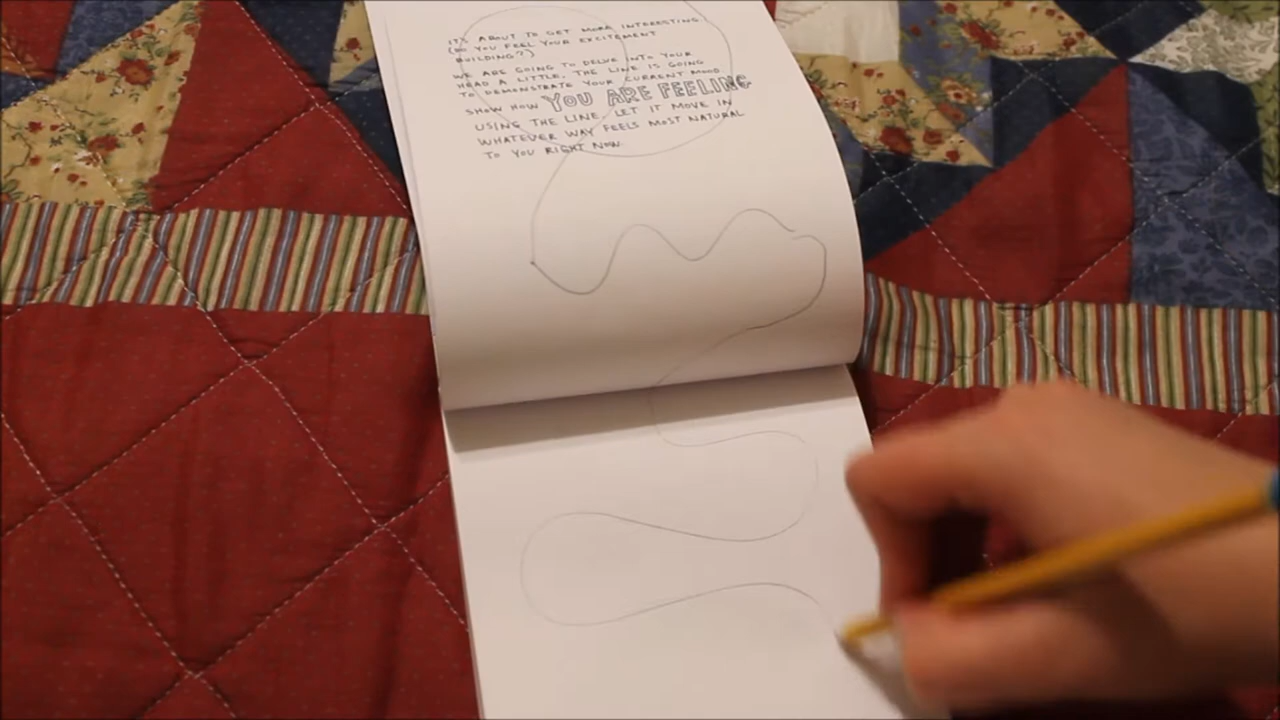 IT'S ABOUT TO GET MORE INTERESTING.
(DO YOU FEEL YOUR EXCITEMENT
BUILDING?)
WE ARE GOING TO DELVE INTO YOUR
HEAD A LITTLE. THE LINE IS GOING
TO DEMONSTRATE YOUR CURRENT MOOD
SHOW HOW YOU ARE FEELING
USING THE LINE. LET IT MOVE IN
WHATEVER WAY FEELS MOST NATURAL
TO YOU RIGHT NOW.